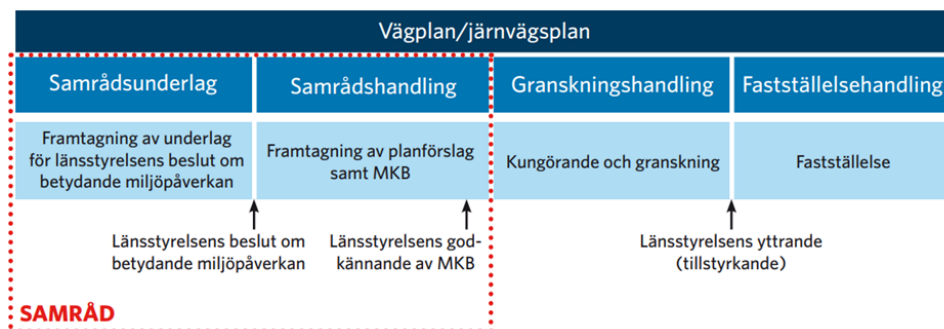 Vägplan/järnvägsplan
Samrådsunderlag
Samrådshandling
Granskningshandling
Fastställelsehandling
Framtagning av underlag
för länsstyrelsens beslut om
betydande miljöpåverkan
Framtagning av planförslag
samt MKB
Kungörande och granskning
Fastställelse
Länsstyrelsens beslut om
betydande miljöpåverkan
Länsstyrelsens god-
kännande av MKB
Länsstyrelsens yttrande
(tillstyrkande)
SAMRÅD